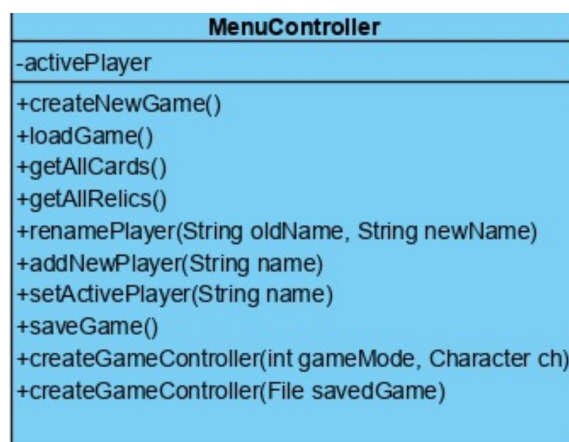 MenuController
-activePlayer
+createNewGame()
+loadGame()
+getAllCards()
+getAllRelics()
+renamePlayer(String oldName, String newName)
+addNewPlayer(String name)
+setActivePlayer(String name)
+saveGame()
+createGameController(int gameMode, Character ch)
+createGameController(File savedGame)